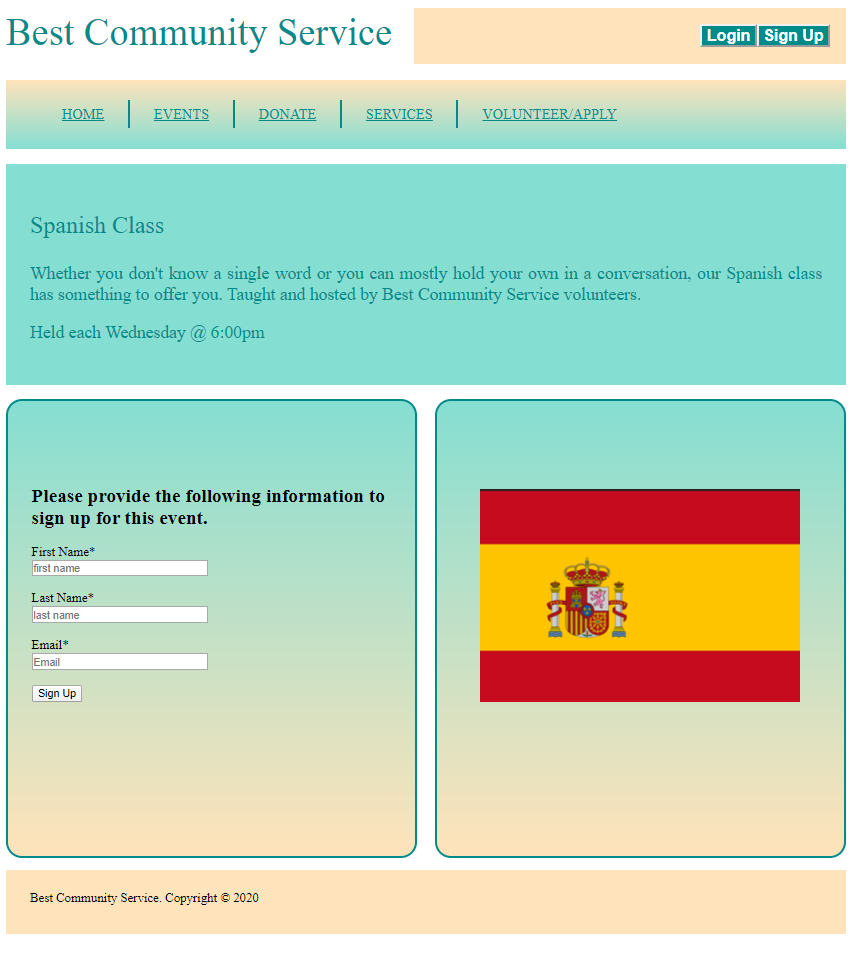 Best Community Service
Login Sign Up
HOME EVENTS DONATE SERVICES VOLUNTEER/APPLY
Spanish Class
Whether you don't know a single word or you can mostly hold your own in a conversation, our Spanish class
has something to offer you. Taught and hosted by Best Community Service volunteers.
Held each Wednesday @ 6:00pm
Please provide the following information to
sign up for this event.
First Name*
first name
Last Name*
last name
Email*
Email
Sign Up
Best Community Service. Copyright © 2020